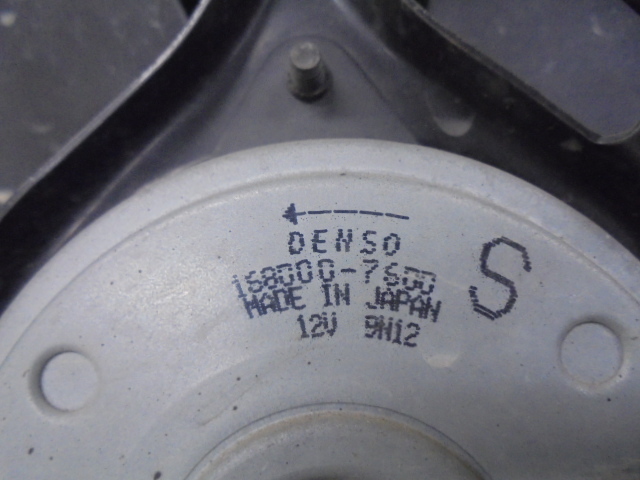 DENSO
168000-7600
MADE IN JAPAN
12V 9N12
S